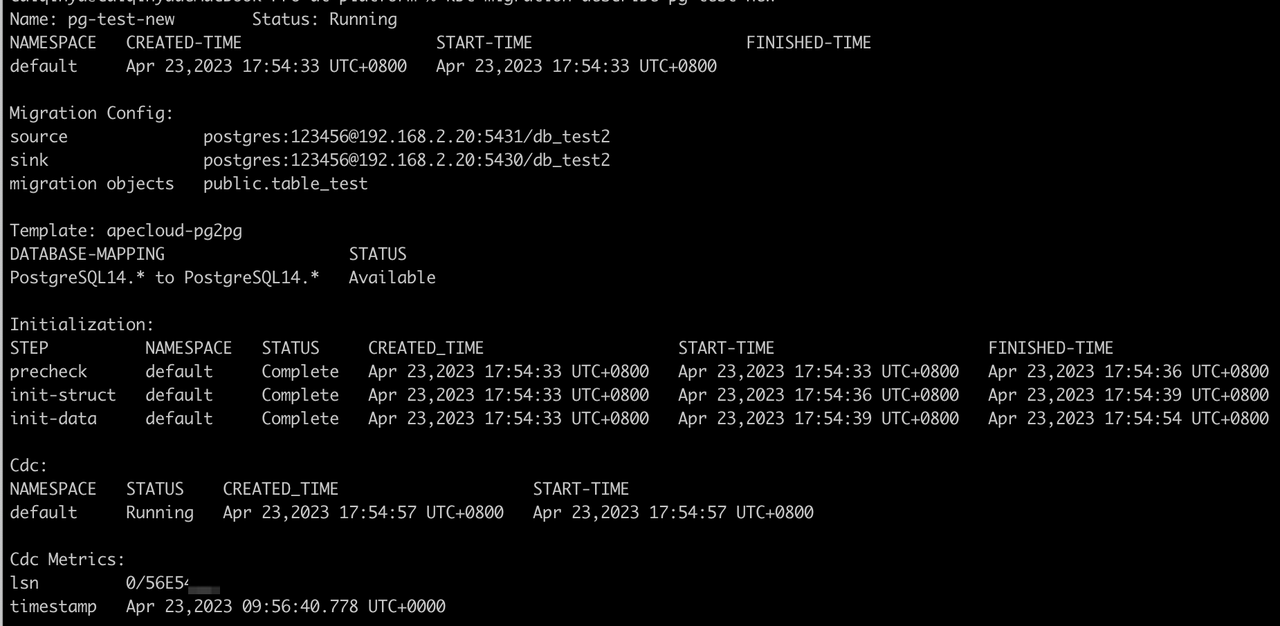 Name: pg-test-new        Status: Running
NAMESPACE   CREATED-TIME                    START-TIME                      FINISHED-TIME
default     Apr 23,2023 17:54:33 UTC+0800   Apr 23,2023 17:54:33 UTC+0800
Migration Config:
source              postgres:123456@192.168.2.20:5431/db_test2
sink                postgres:123456@192.168.2.20:5430/db_test2
migration objects   public.table_test
Template: apecloud-pg2pg
DATABASE-MAPPING                   STATUS
PostgreSQL14.* to PostgreSQL14.*   Available
Initialization:
STEP          NAMESPACE   STATUS     CREATED_TIME                    START-TIME                      FINISHED-TIME
precheck      default     Complete   Apr 23,2023 17:54:33 UTC+0800   Apr 23,2023 17:54:33 UTC+0800   Apr 23,2023 17:54:36 UTC+0800
init-struct   default     Complete   Apr 23,2023 17:54:33 UTC+0800   Apr 23,2023 17:54:36 UTC+0800   Apr 23,2023 17:54:39 UTC+0800
init-data     default     Complete   Apr 23,2023 17:54:33 UTC+0800   Apr 23,2023 17:54:39 UTC+0800   Apr 23,2023 17:54:54 UTC+0800
Cdc:
NAMESPACE   STATUS    CREATED_TIME                    START-TIME
default     Running   Apr 23,2023 17:54:57 UTC+0800   Apr 23,2023 17:54:57 UTC+0800
Cdc Metrics:
lsn         0/56E54
timestamp   Apr 23,2023 09:56:40.778 UTC+0000